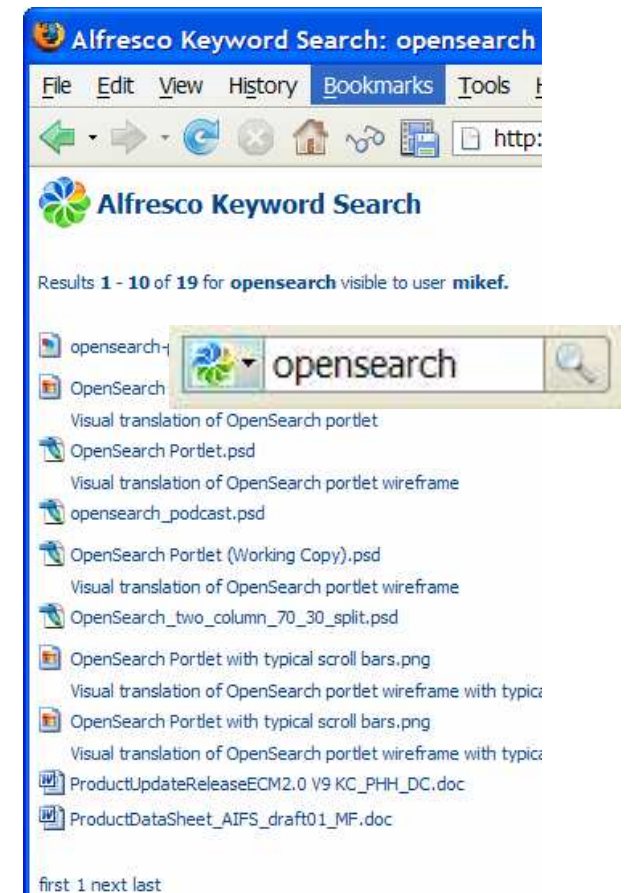 Alfresco Keyword Search: opensearch
File Edit View History Bookmarks Tools
http:
Alfresco Keyword Search
Results 1 - 10 of 19 for opensearch visible to user mikef.
opensearch-
opensearch
OpenSearch
Visual translation of OpenSearch portlet
OpenSearch Portlet.psd
Visual translation of OpenSearch portlet wireframe
opensearch_podcast.psd
OpenSearch Portlet (Working Copy).psd
Visual translation of OpenSearch portlet wireframe
OpenSearch_two_column_70_30_split.psd
OpenSearch Portlet with typical scroll bars.png
Visual translation of OpenSearch portlet wireframe with typica
OpenSearch Portlet with typical scroll bars.png
Visual translation of OpenSearch portlet wireframe with typica
ProductUpdateReleaseECM2.0 V9 KC_PHH_DC.doc
ProductDataSheet_AIFS_draft01_MF.doc
first 1 next last